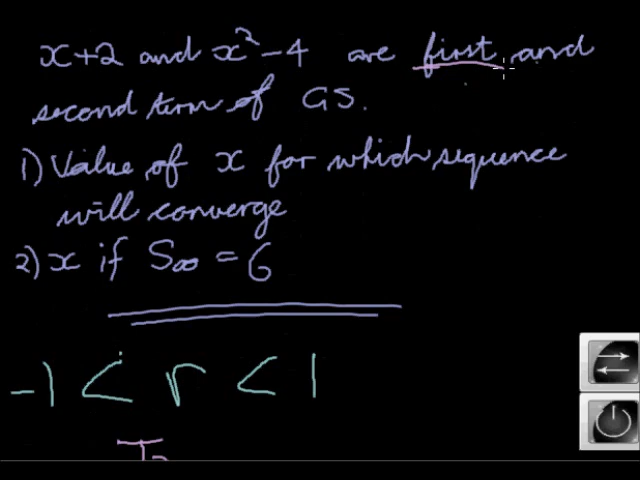 x+2 and x²-4 are first and
second term of GS.
1) Value of x for which sequence
will converge
2) x if S∞ = 6
-1 < r < 1
T₂